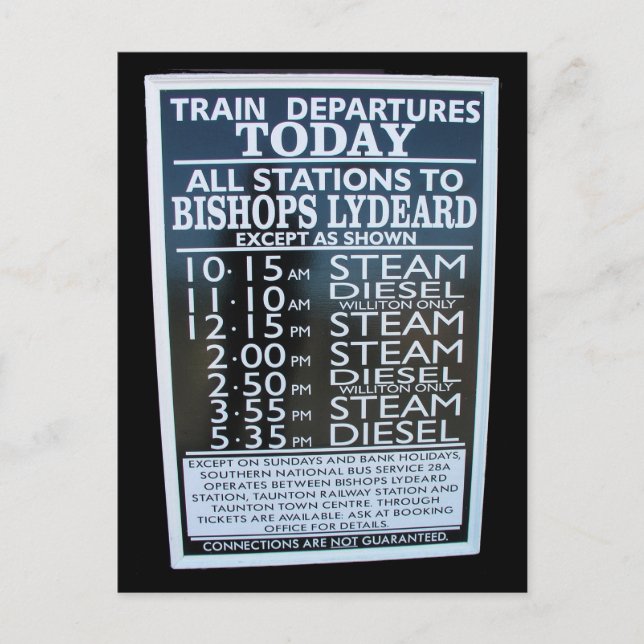 TRAIN DEPARTURES
TODAY
ALL STATIONS TO
BISHOPS LYDEARD
EXCEPT AS SHOWN
10·15 AM STEAM
11·10 AM DIESEL
WILLITON ONLY
12·15 PM STEAM
2·00 PM STEAM
2·50 PM DIESEL
WILLITON ONLY
3·55 PM STEAM
5·35 PM DIESEL
EXCEPT ON SUNDAYS AND BANK HOLIDAYS,
SOUTHERN NATIONAL BUS SERVICE 28A
OPERATES BETWEEN BISHOPS LYDEARD
STATION, TAUNTON RAILWAY STATION AND
TAUNTON TOWN CENTRE. THROUGH
TICKETS ARE AVAILABLE: ASK AT BOOKING
OFFICE FOR DETAILS.
CONNECTIONS ARE NOT GUARANTEED.